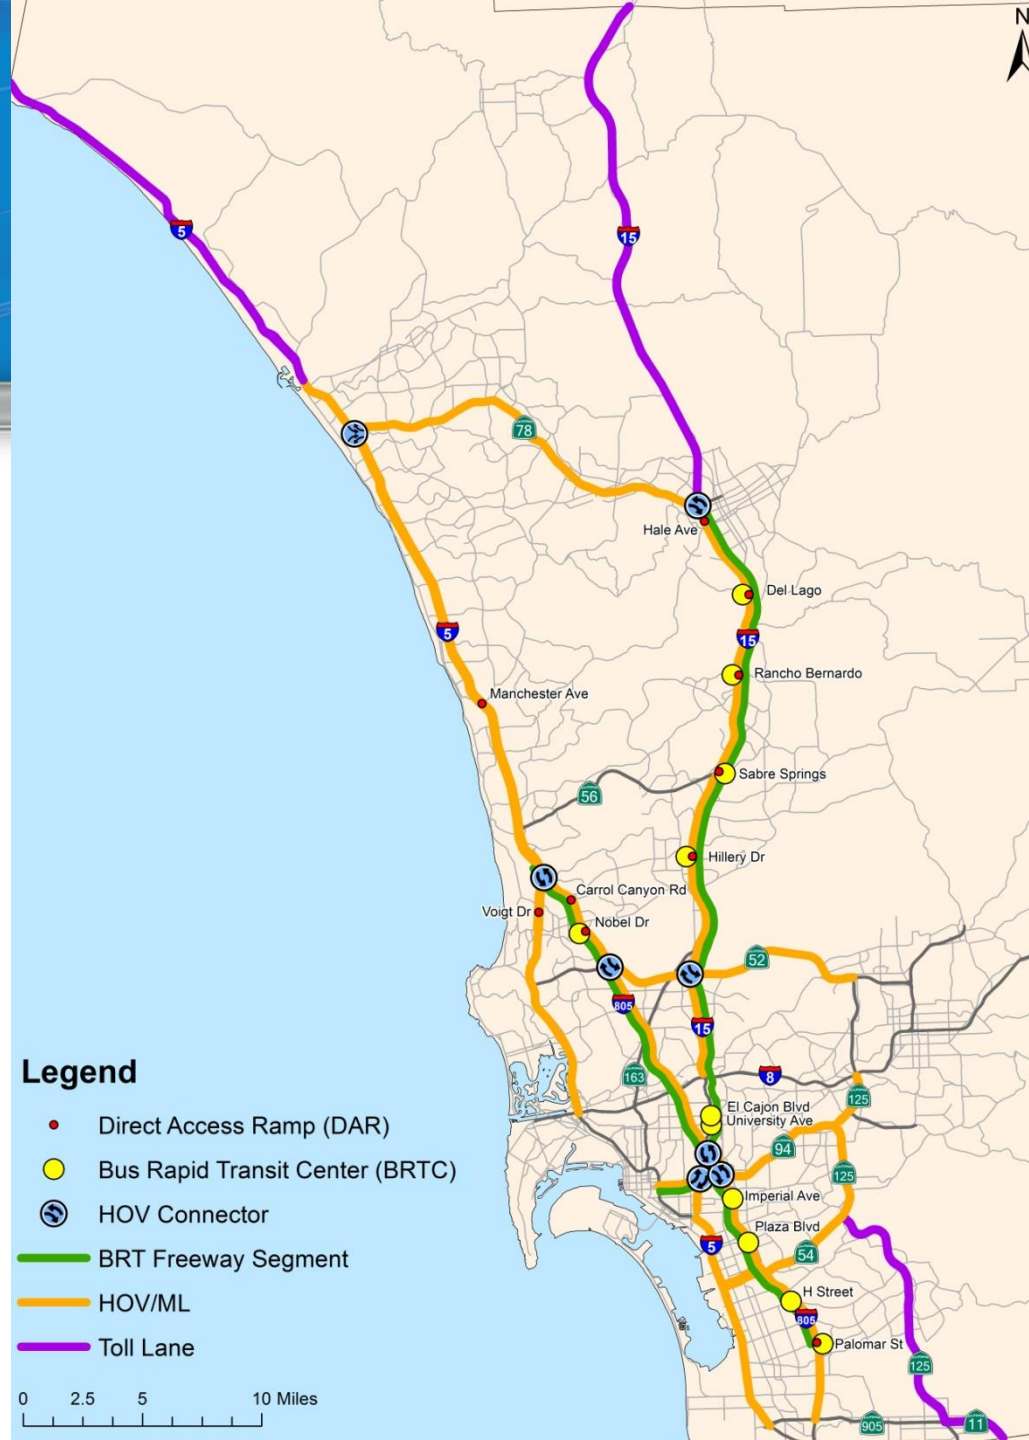 N
5
15
78
Hale Ave
Del Lago
5
15
Rancho Bernardo
Manchester Ave
Sabre Springs
56
Hillery Dr
Carrol Canyon Rd
Voigt Dr
Nobel Dr
52
805
15
163
8
El Cajon Blvd
University Ave
125
94
125
Imperial Ave
Plaza Blvd
5
54
H Street
805
Palomar St
125
905
11
Legend
Direct Access Ramp (DAR)
Bus Rapid Transit Center (BRTC)
HOV Connector
BRT Freeway Segment
HOV/ML
Toll Lane
0 2.5 5 10 Miles